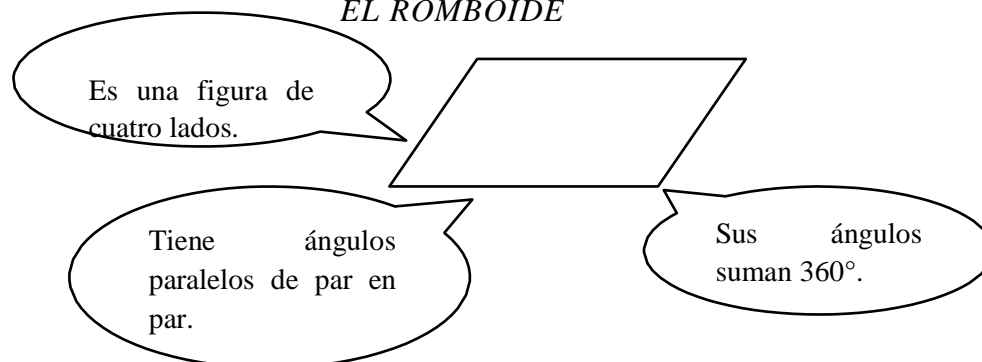 EL ROMBOIDE
Es una figura de
cuatro lados.
Tiene ángulos
paralelos de par en
par.
Sus ángulos
suman 360°.